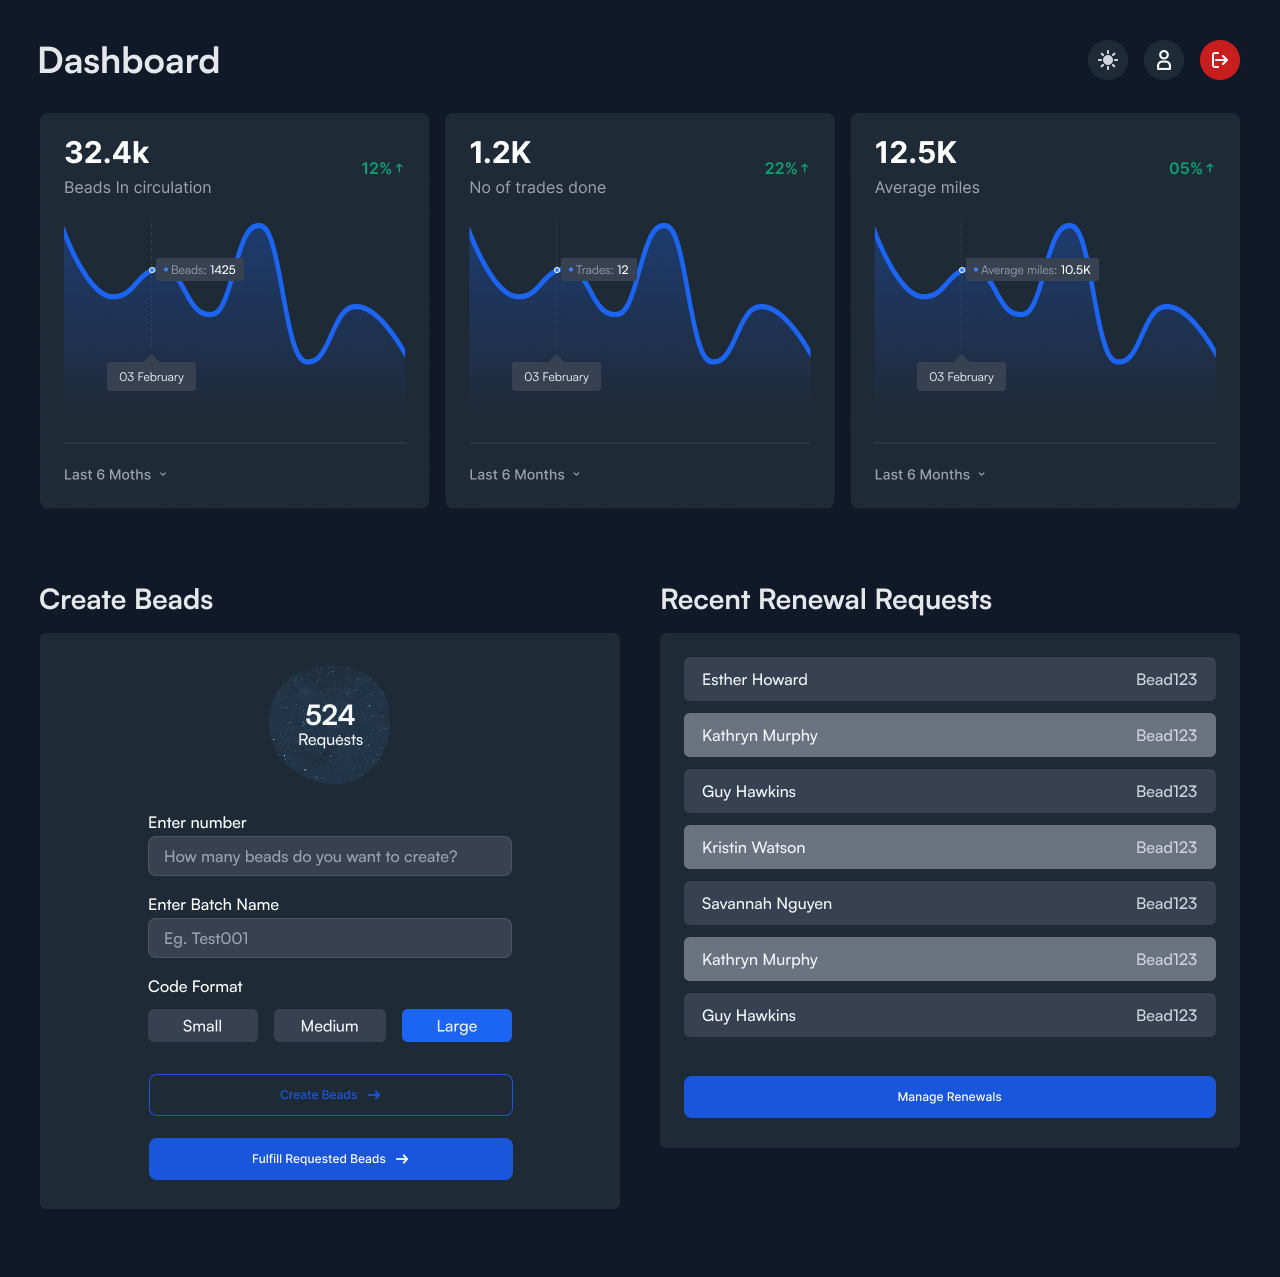 Dashboard
32.4k
12%↑
Beads In circulation
Beads: 1425
03 February
Last 6 Moths
1.2K
22%↑
No of trades done
Trades: 12
03 February
Last 6 Months
12.5K
05%↑
Average miles
Average miles: 10.5K
03 February
Last 6 Months
Create Beads
524
Requests
Enter number
How many beads do you want to create?
Enter Batch Name
Eg. Test001
Code Format
Small Medium Large
Create Beads →
Fulfill Requested Beads →
Recent Renewal Requests
Esther Howard Bead123
Kathryn Murphy Bead123
Guy Hawkins Bead123
Kristin Watson Bead123
Savannah Nguyen Bead123
Kathryn Murphy Bead123
Guy Hawkins Bead123
Manage Renewals